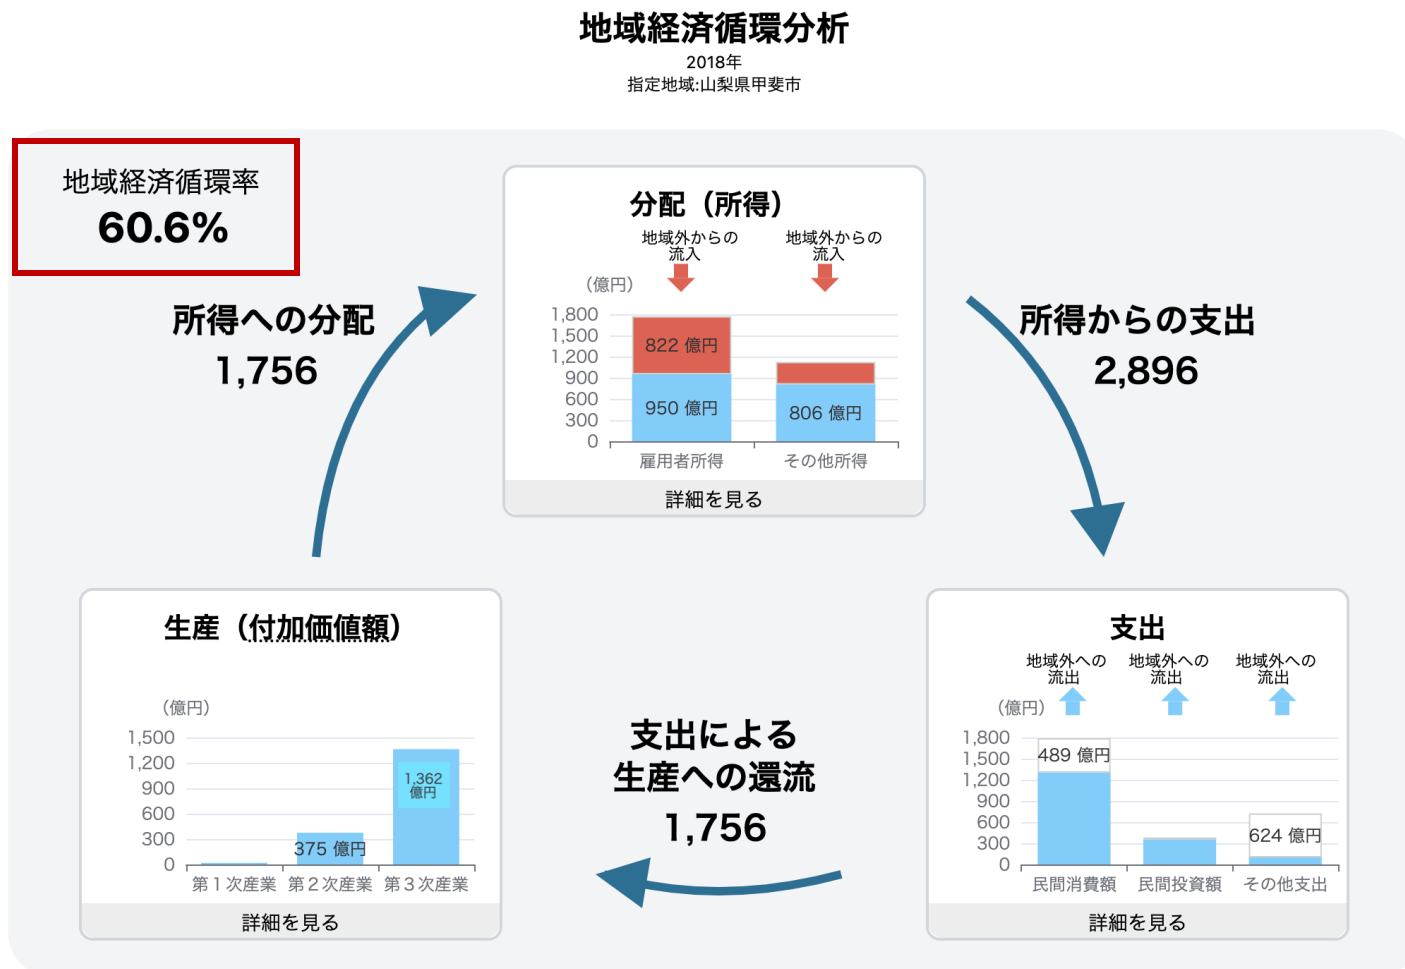 地域経済循環分析
2018年
指定地域:山梨県甲斐市
地域経済循環率
60.6%
所得への分配
1,756
分配（所得）
地域外からの
流入
地域外からの
流入
（億円）
1,800
1,500
1,200
900
600
300
0
822 億円
950 億円
806 億円
雇用者所得
その他所得
詳細を見る
所得からの支出
2,896
生産（付加価値額）
（億円）
1,500
1,200
900
600
300
0
375 億円
1,362
億円
第１次産業
第２次産業
第３次産業
詳細を見る
支出による
生産への還流
1,756
支出
地域外への
流出
地域外への
流出
地域外への
流出
（億円）
1,800
1,500
1,200
900
600
300
0
489 億円
624 億円
民間消費額
民間投資額
その他支出
詳細を見る